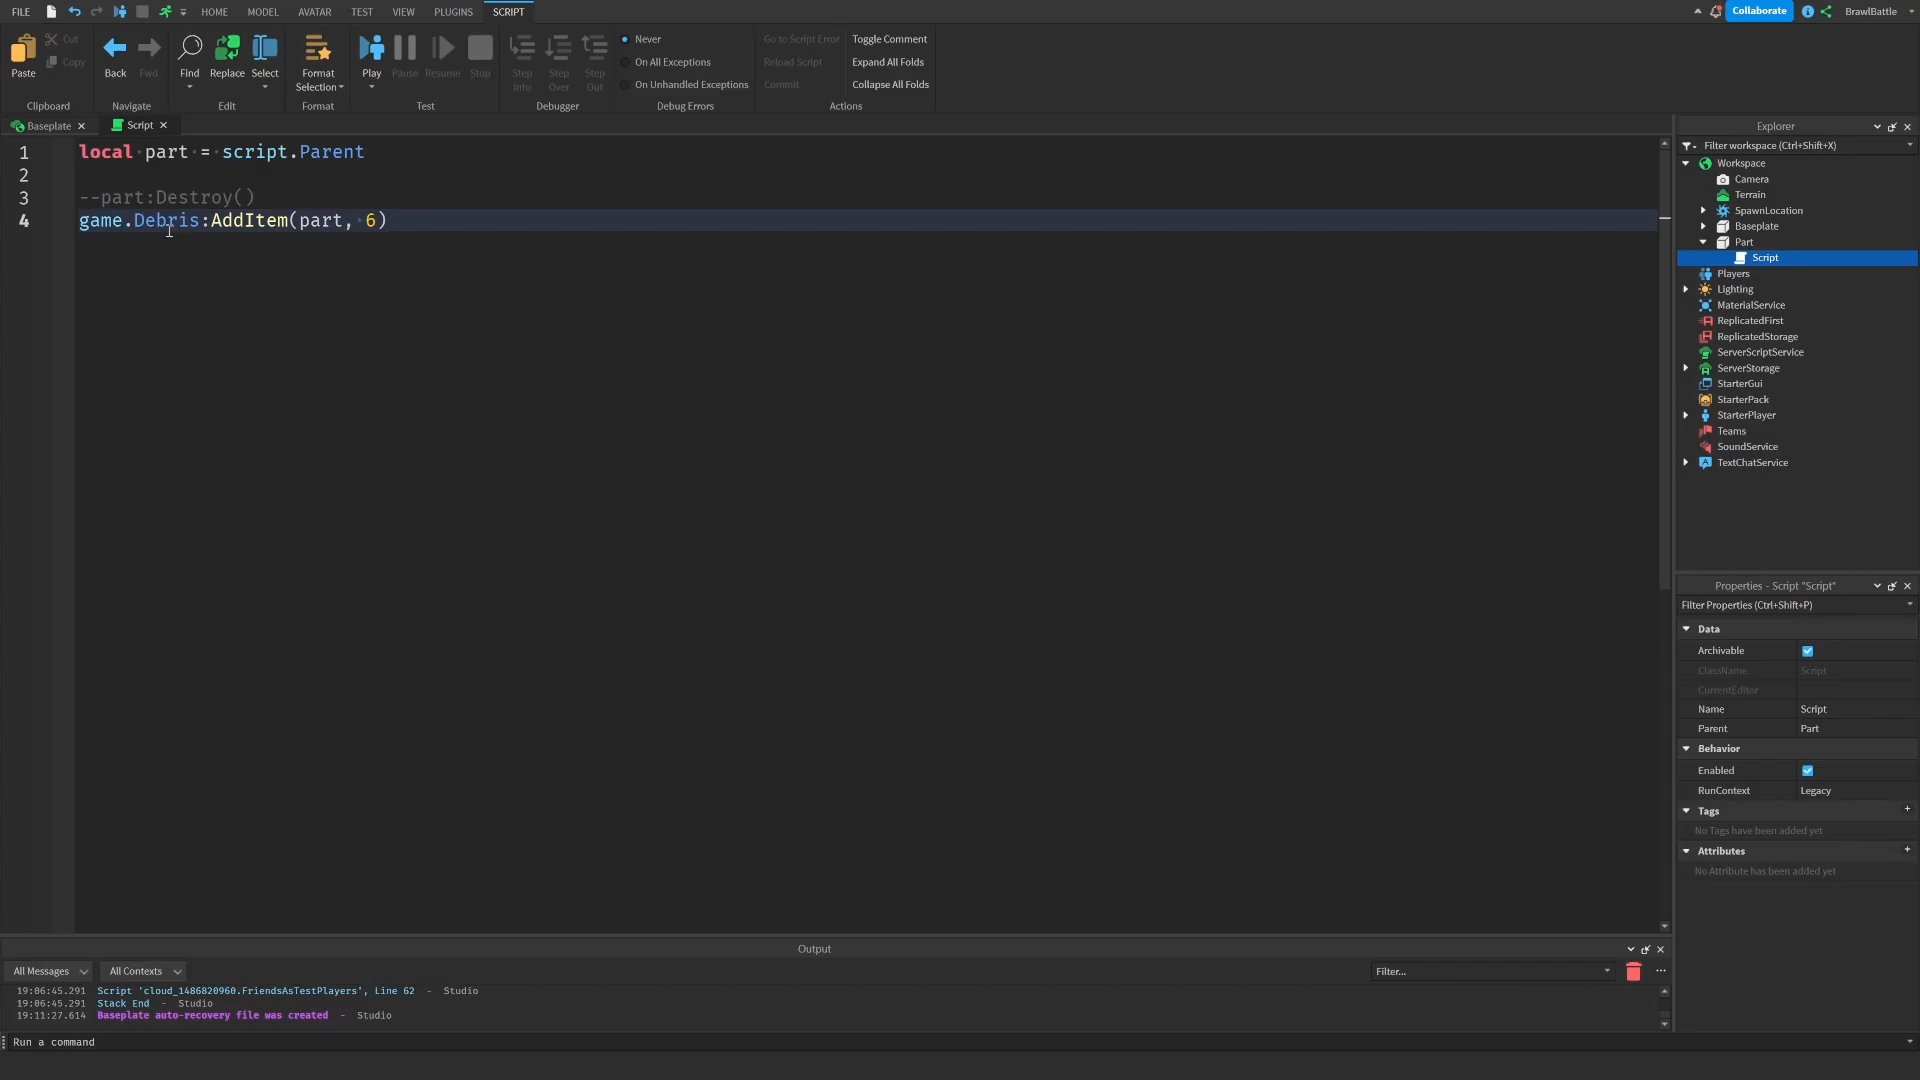 FILE HOME MODEL AVATAR TEST VIEW PLUGINS SCRIPT Collaborate BrawlBattle
Paste Cut Copy Clipboard
Back Fwd Navigate
Find Replace Select Edit
Format Selection Format
Play Pause Resume Stop Test
Step Into Step Over Step Out Debugger
Never
On All Exceptions
On Unhandled Exceptions
Debug Errors
Go to Script Error Toggle Comment
Reload Script Expand All Folds
Commit Collapse All Folds
Actions
Baseplate Script
1 local part = script.Parent
2
3 --part:Destroy()
4 game.Debris:AddItem(part, 6)
Explorer
Filter workspace (Ctrl+Shift+X)
Workspace
Camera
Terrain
SpawnLocation
Baseplate
Part
Script
Players
Lighting
MaterialService
ReplicatedFirst
ReplicatedStorage
ServerScriptService
ServerStorage
StarterGui
StarterPack
StarterPlayer
Teams
SoundService
TextChatService
Properties - Script "Script"
Filter Properties (Ctrl+Shift+P)
Data
Archivable
ClassName Script
CurrentEditor
Name Script
Parent Part
Behavior
Enabled
RunContext Legacy
Tags
No Tags have been added yet
Attributes
No Attribute has been added yet
Output
All Messages All Contexts Filter...
19:06:45.291 Script 'cloud_1486820960.FriendsAsTestPlayers', Line 62 - Studio
19:06:45.291 Stack End - Studio
19:11:27.614 Baseplate auto-recovery file was created - Studio
Run a command